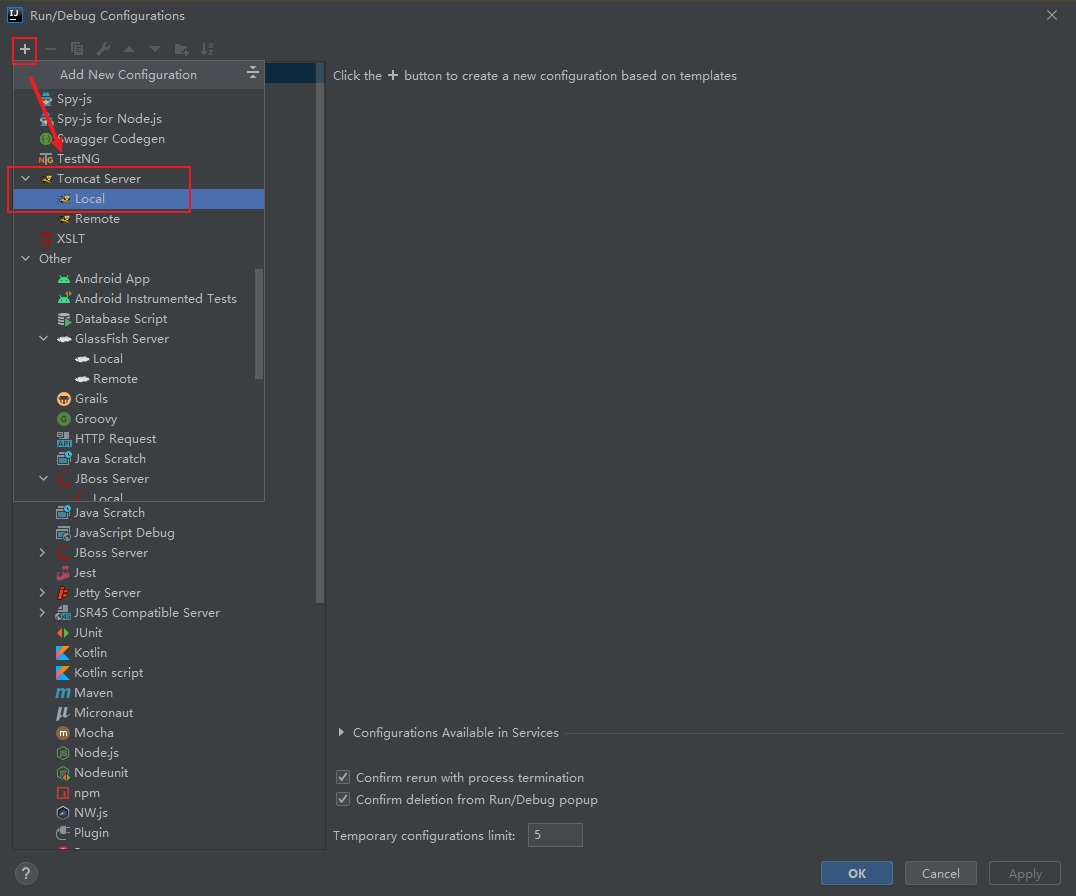 Run/Debug Configurations
Add New Configuration
Spy-js
Spy-js for Node.js
Swagger Codegen
TestNG
Tomcat Server
Local
Remote
XSLT
Other
Android App
Android Instrumented Tests
Database Script
GlassFish Server
Local
Remote
Grails
Groovy
HTTP Request
Java Scratch
JBoss Server
Local
Java Scratch
JavaScript Debug
JBoss Server
Jest
Jetty Server
JSR45 Compatible Server
JUnit
Kotlin
Kotlin script
Maven
Micronaut
Mocha
Node.js
Nodeunit
npm
NW.js
Plugin
Click the + button to create a new configuration based on templates
Configurations Available in Services
Confirm rerun with process termination
Confirm deletion from Run/Debug popup
Temporary configurations limit: 5
? OK Cancel Apply